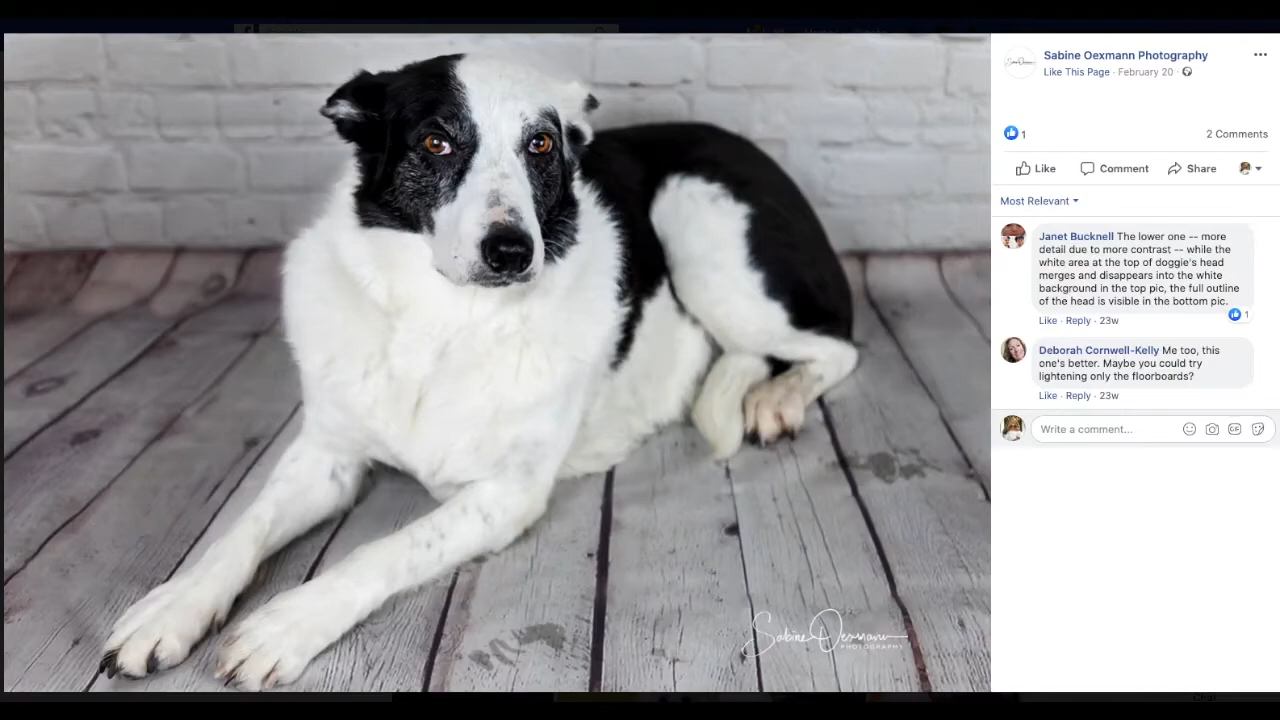 Sabine Oexmann Photography
Like This Page · February 20 ·
1
2 Comments
Like
Comment
Share
Most Relevant
Janet Bucknell The lower one -- more
detail due to more contrast -- while the
white area at the top of doggie's head
merges and disappears into the white
background in the top pic, the full outline
of the head is visible in the bottom pic.
1
Like · Reply · 23w
Deborah Cornwell-Kelly Me too, this
one's better. Maybe you could try
lightening only the floorboards?
Like · Reply · 23w
Write a comment...
GIF
Sabine Oexmann
PHOTOGRAPHY